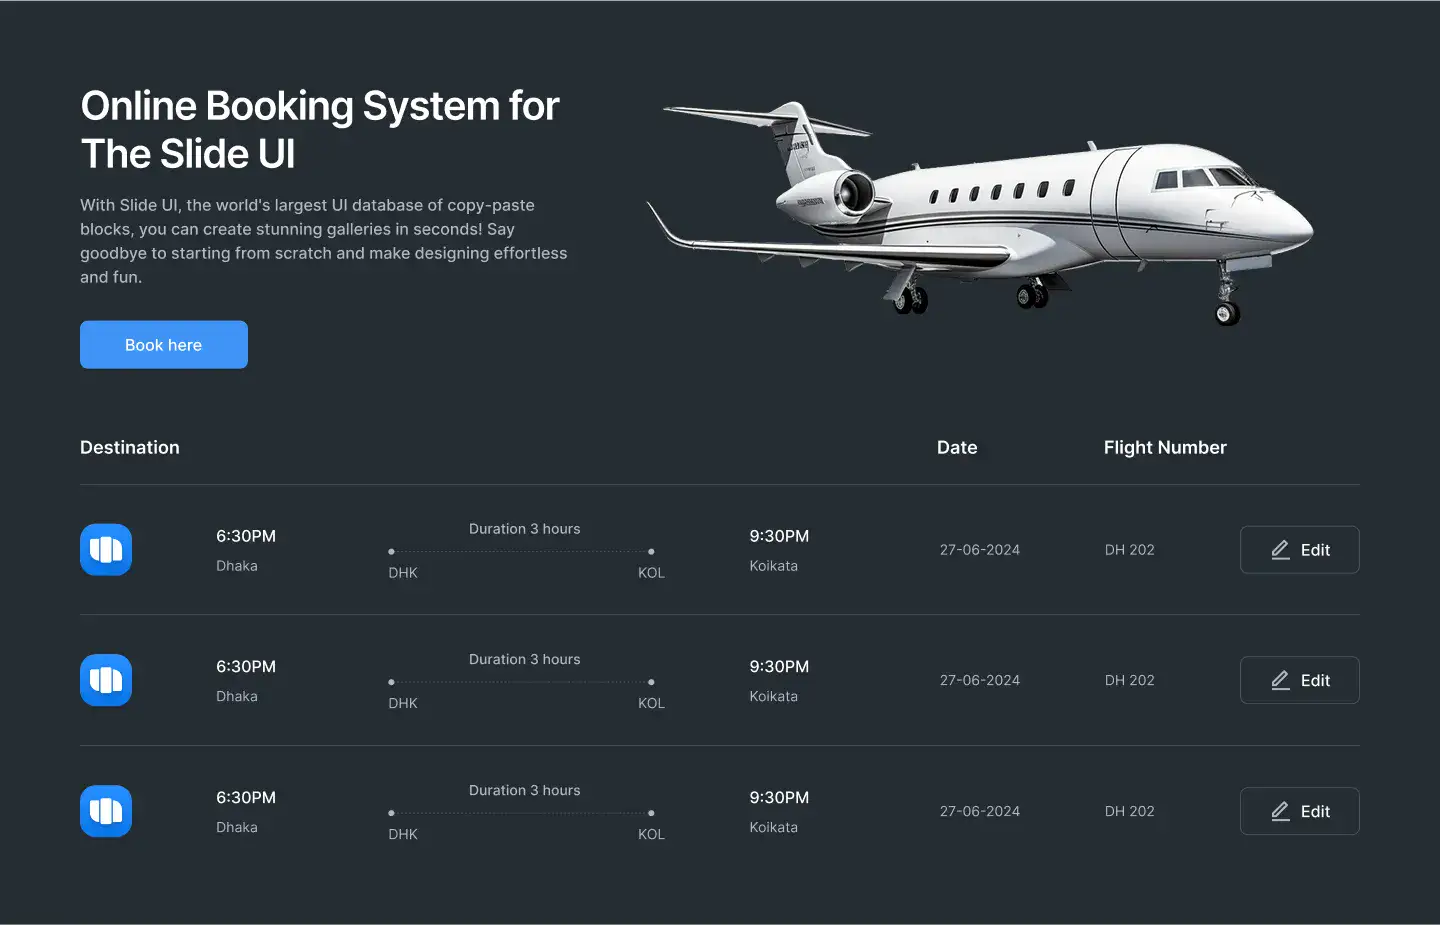 Online Booking System for
The Slide UI
With Slide UI, the world's largest UI database of copy-paste
blocks, you can create stunning galleries in seconds! Say
goodbye to starting from scratch and make designing effortless
and fun.
Book here
Destination Date Flight Number
Duration 3 hours
6:30PM 9:30PM
27-06-2024 DH 202 Edit
Dhaka DHK KOL Koikata
Duration 3 hours
6:30PM 9:30PM
27-06-2024 DH 202 Edit
Dhaka DHK KOL Koikata
Duration 3 hours
6:30PM 9:30PM
27-06-2024 DH 202 Edit
Dhaka DHK KOL Koikata